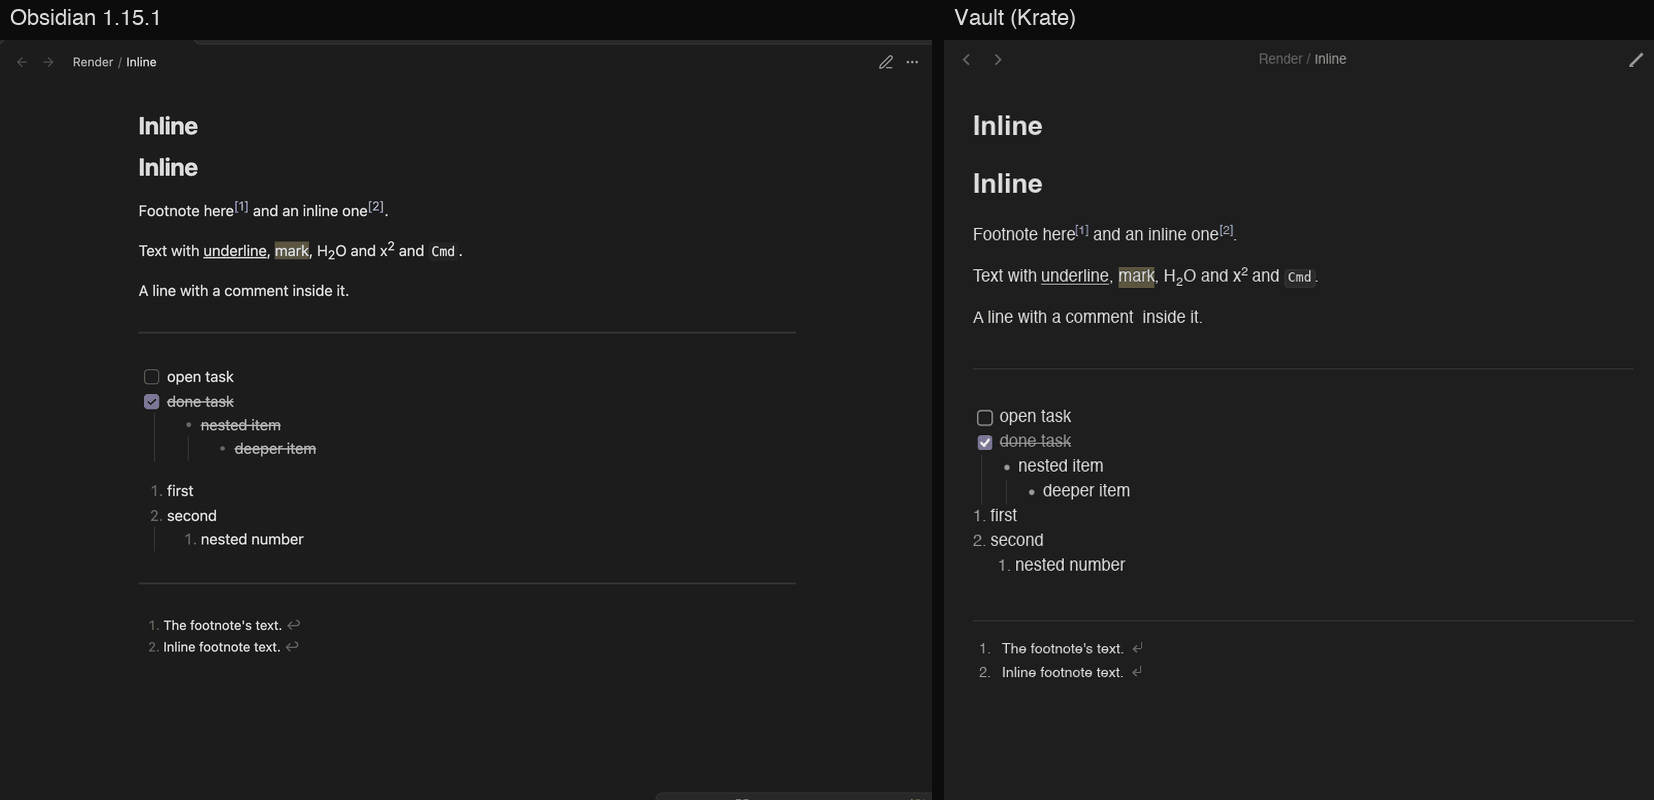 Obsidian 1.15.1
Render / Inline
Inline
Inline
Footnote here[1] and an inline one[2].
Text with underline, mark, H2O and x2 and Cmd.
A line with a comment inside it.
open task
done task
nested item
deeper item
1. first
2. second
1. nested number
1. The footnote's text. ↩
2. Inline footnote text. ↩
Vault (Krate)
Render / Inline
Inline
Inline
Footnote here[1] and an inline one[2].
Text with underline, mark, H2O and x2 and Cmd.
A line with a comment  inside it.
open task
done task
nested item
deeper item
1. first
2. second
1. nested number
1. The footnote's text. ↵
2. Inline footnote text. ↵